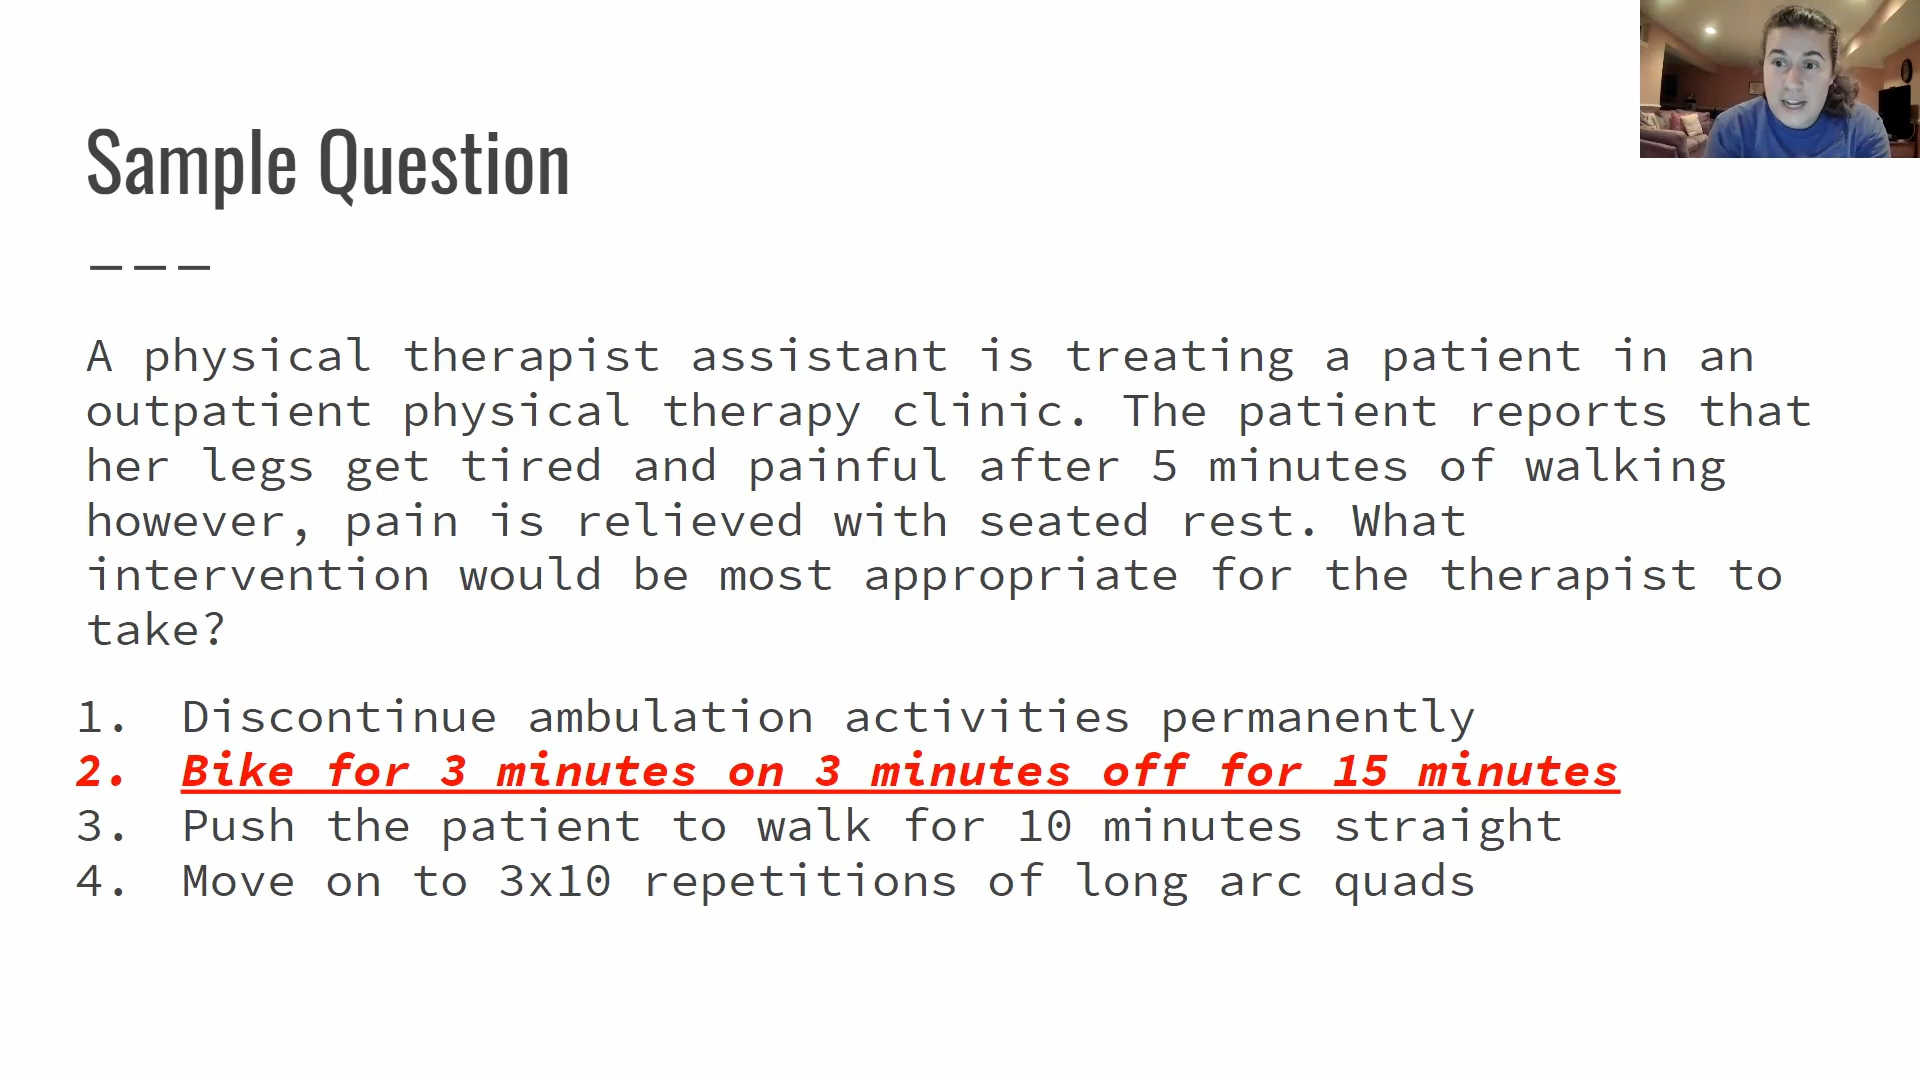 Sample Question
———
A physical therapist assistant is treating a patient in an
outpatient physical therapy clinic. The patient reports that
her legs get tired and painful after 5 minutes of walking
however, pain is relieved with seated rest. What
intervention would be most appropriate for the therapist to
take?
1. Discontinue ambulation activities permanently
2. Bike for 3 minutes on 3 minutes off for 15 minutes
3. Push the patient to walk for 10 minutes straight
4. Move on to 3x10 repetitions of long arc quads